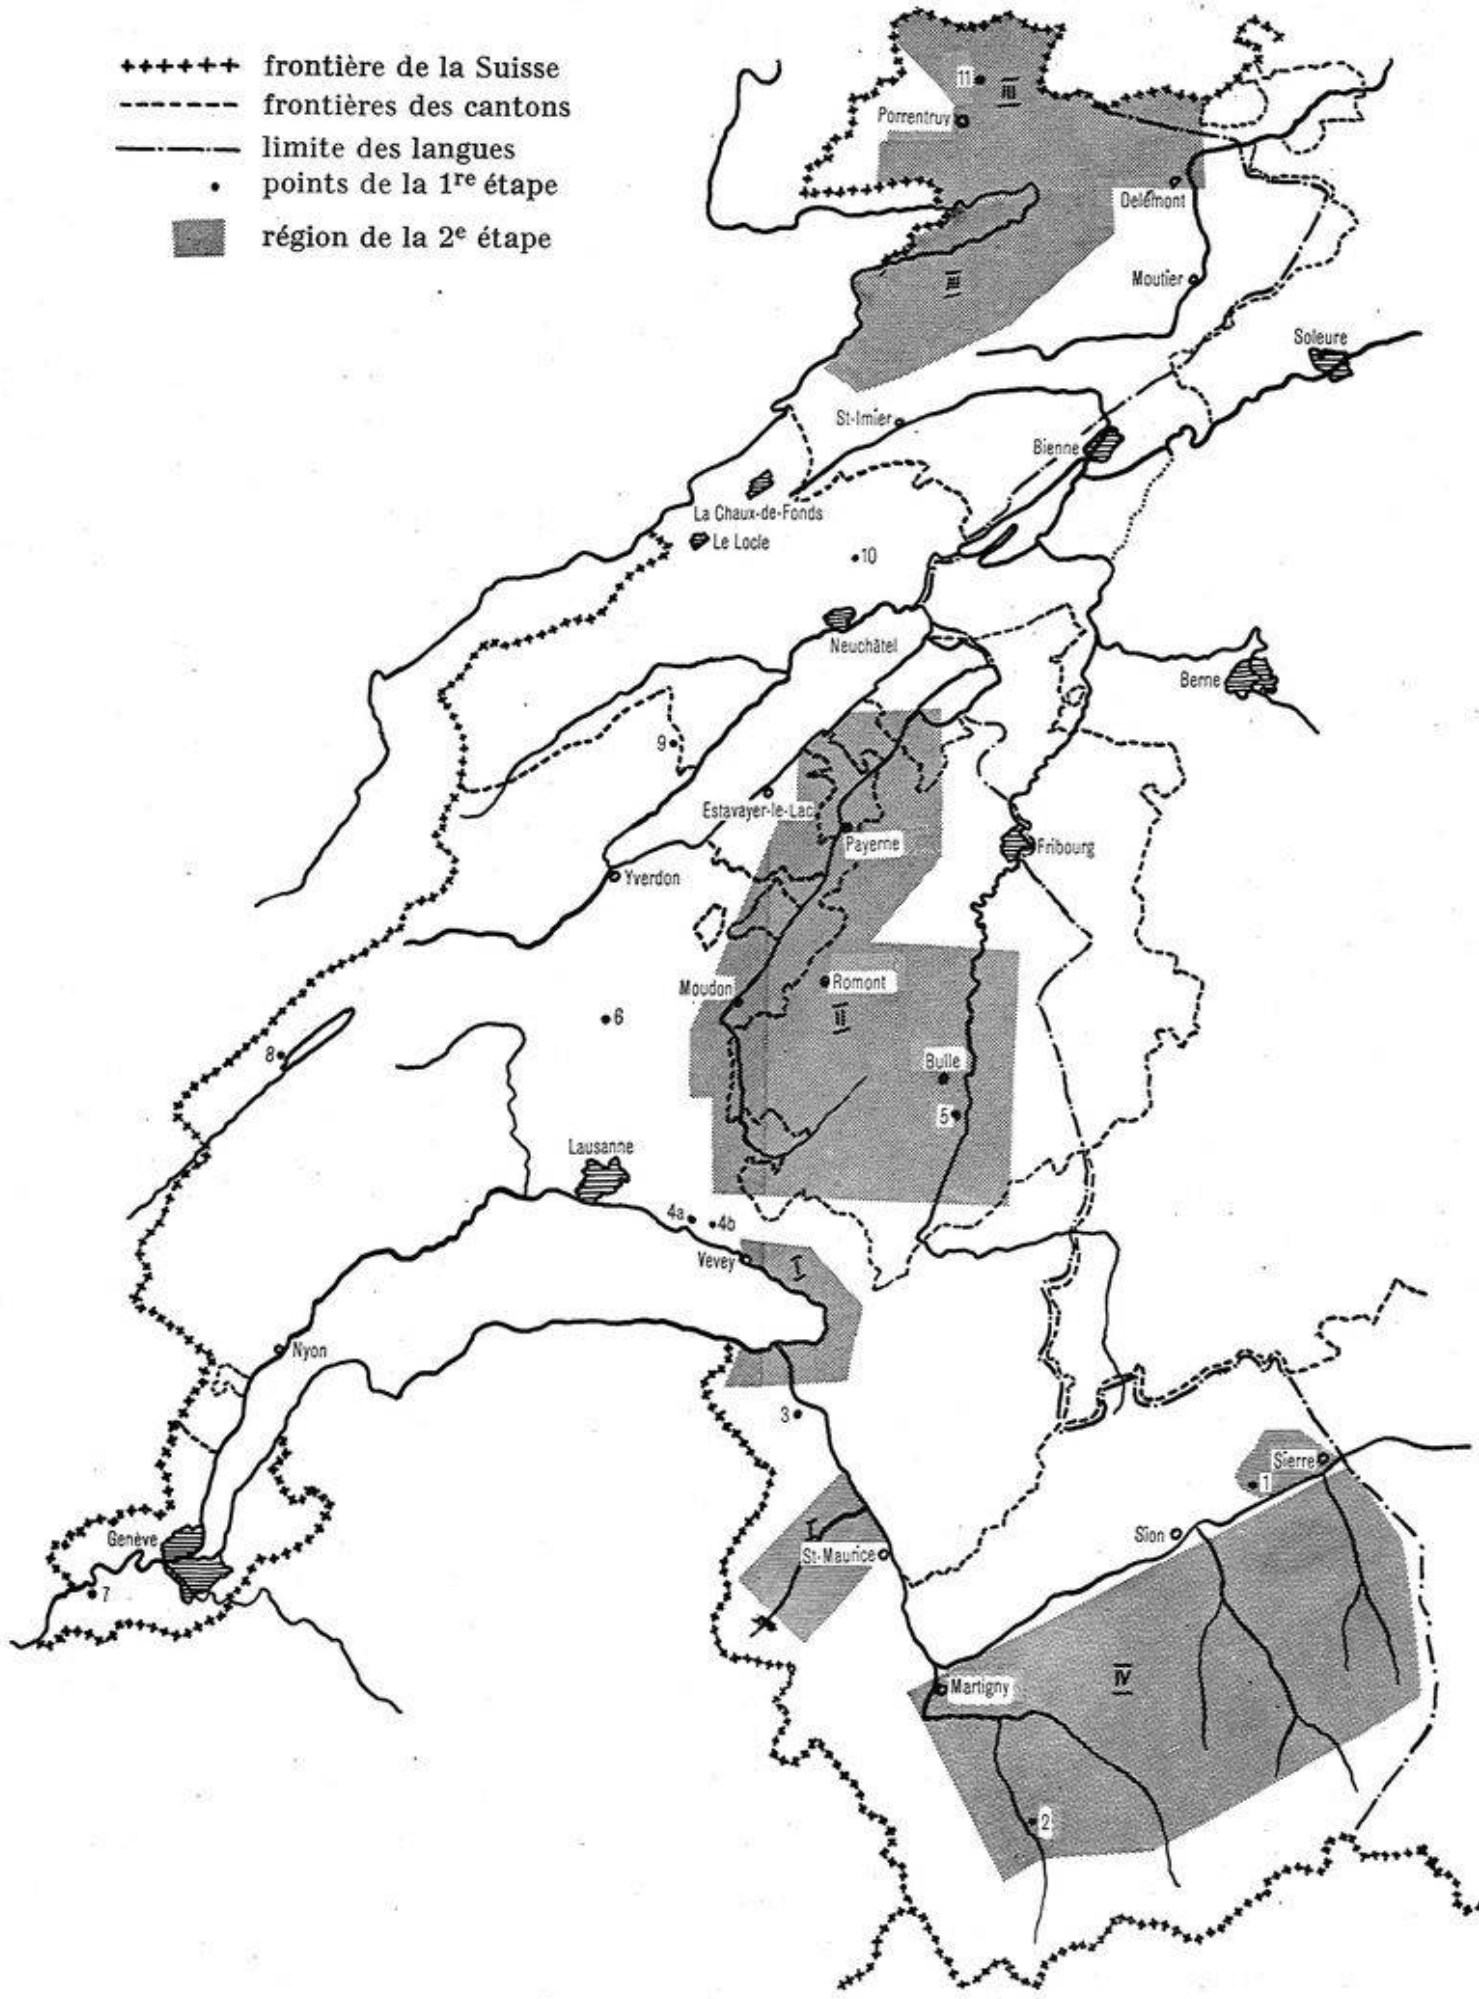 frontière de la Suisse
frontières des cantons
limite des langues
points de la 1re étape
région de la 2e étape
11
III
Porrentruy
Delémont
III
Moutier
Soleure
St-Imier
Bienne
La Chaux-de-Fonds
Le Locle
10
Neuchâtel
Berne
9
Estavayer-le-Lac
Payerne
Fribourg
Yverdon
Romont
Moudon
II
6
8
Bulle
5
Lausanne
4a
4b
Vevey
I
Nyon
3
Sierre
1
I
Sion
Genève
St-Maurice
7
IV
Martigny
2